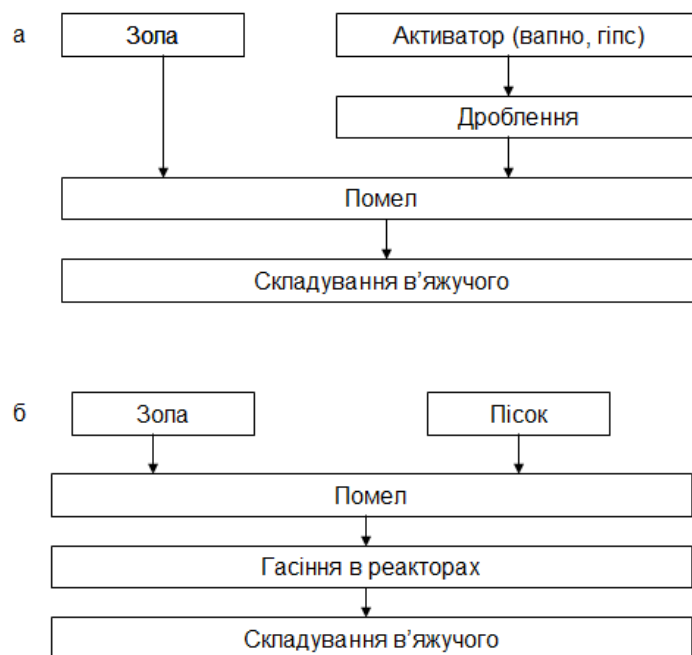 а
Зола
Активатор (вапно, гіпс)
Дроблення
Помел
Складування в’яжучого
б
Зола
Пісок
Помел
Гасіння в реакторах
Складування в’яжучого